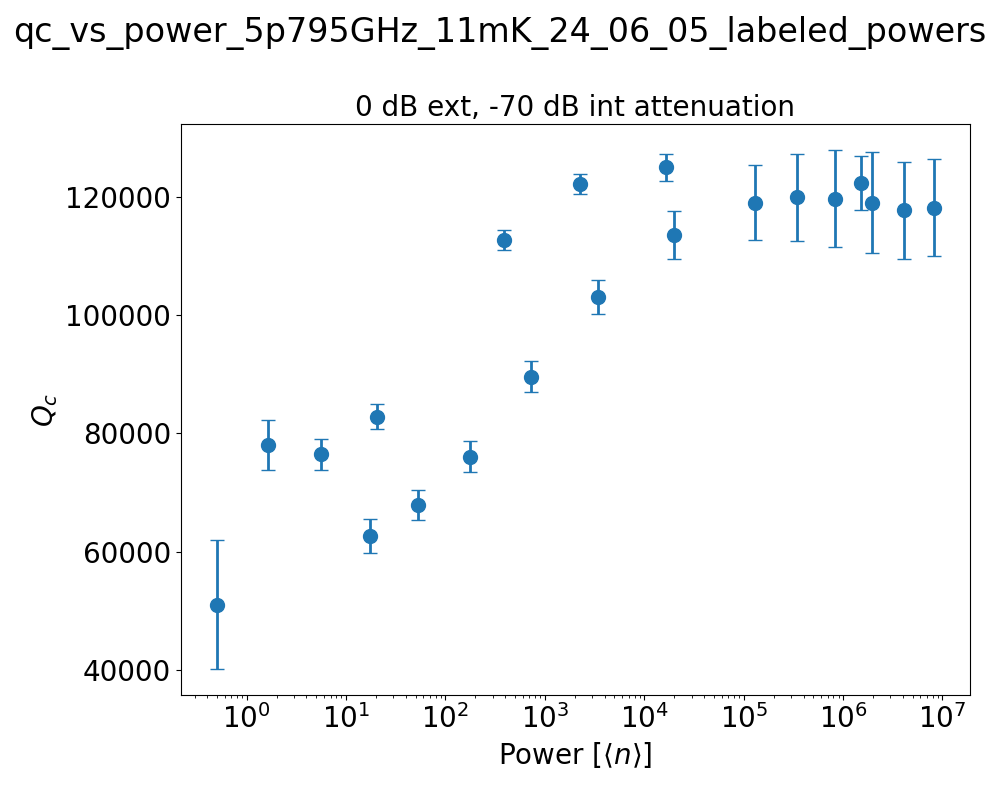 qc_vs_power_5p795GHz_11mK_24_06_05_labeled_powers
0 dB ext, -70 dB int attenuation
120000
100000
80000
60000
40000
Q_c
10^0 10^1 10^2 10^3 10^4 10^5 10^6 10^7
Power [⟨n⟩]